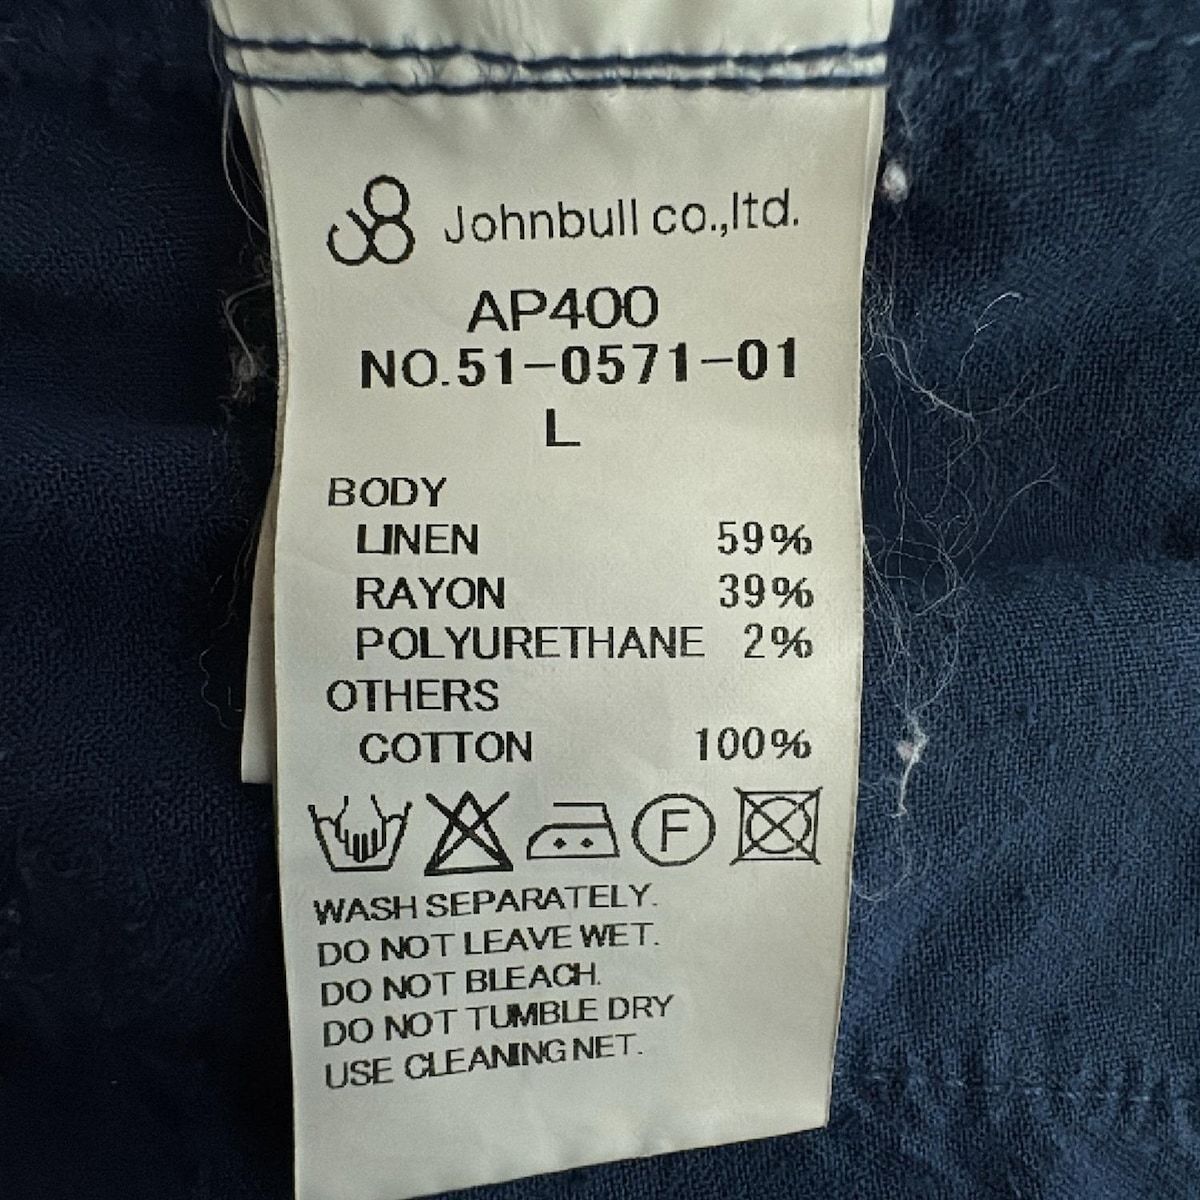 Johnbull co.,ltd.
AP400
NO.51-0571-01
L
BODY
LINEN 59%
RAYON 39%
POLYURETHANE 2%
OTHERS
COTTON 100%
F
WASH SEPARATELY.
DO NOT LEAVE WET.
DO NOT BLEACH.
DO NOT TUMBLE DRY
USE CLEANING NET.